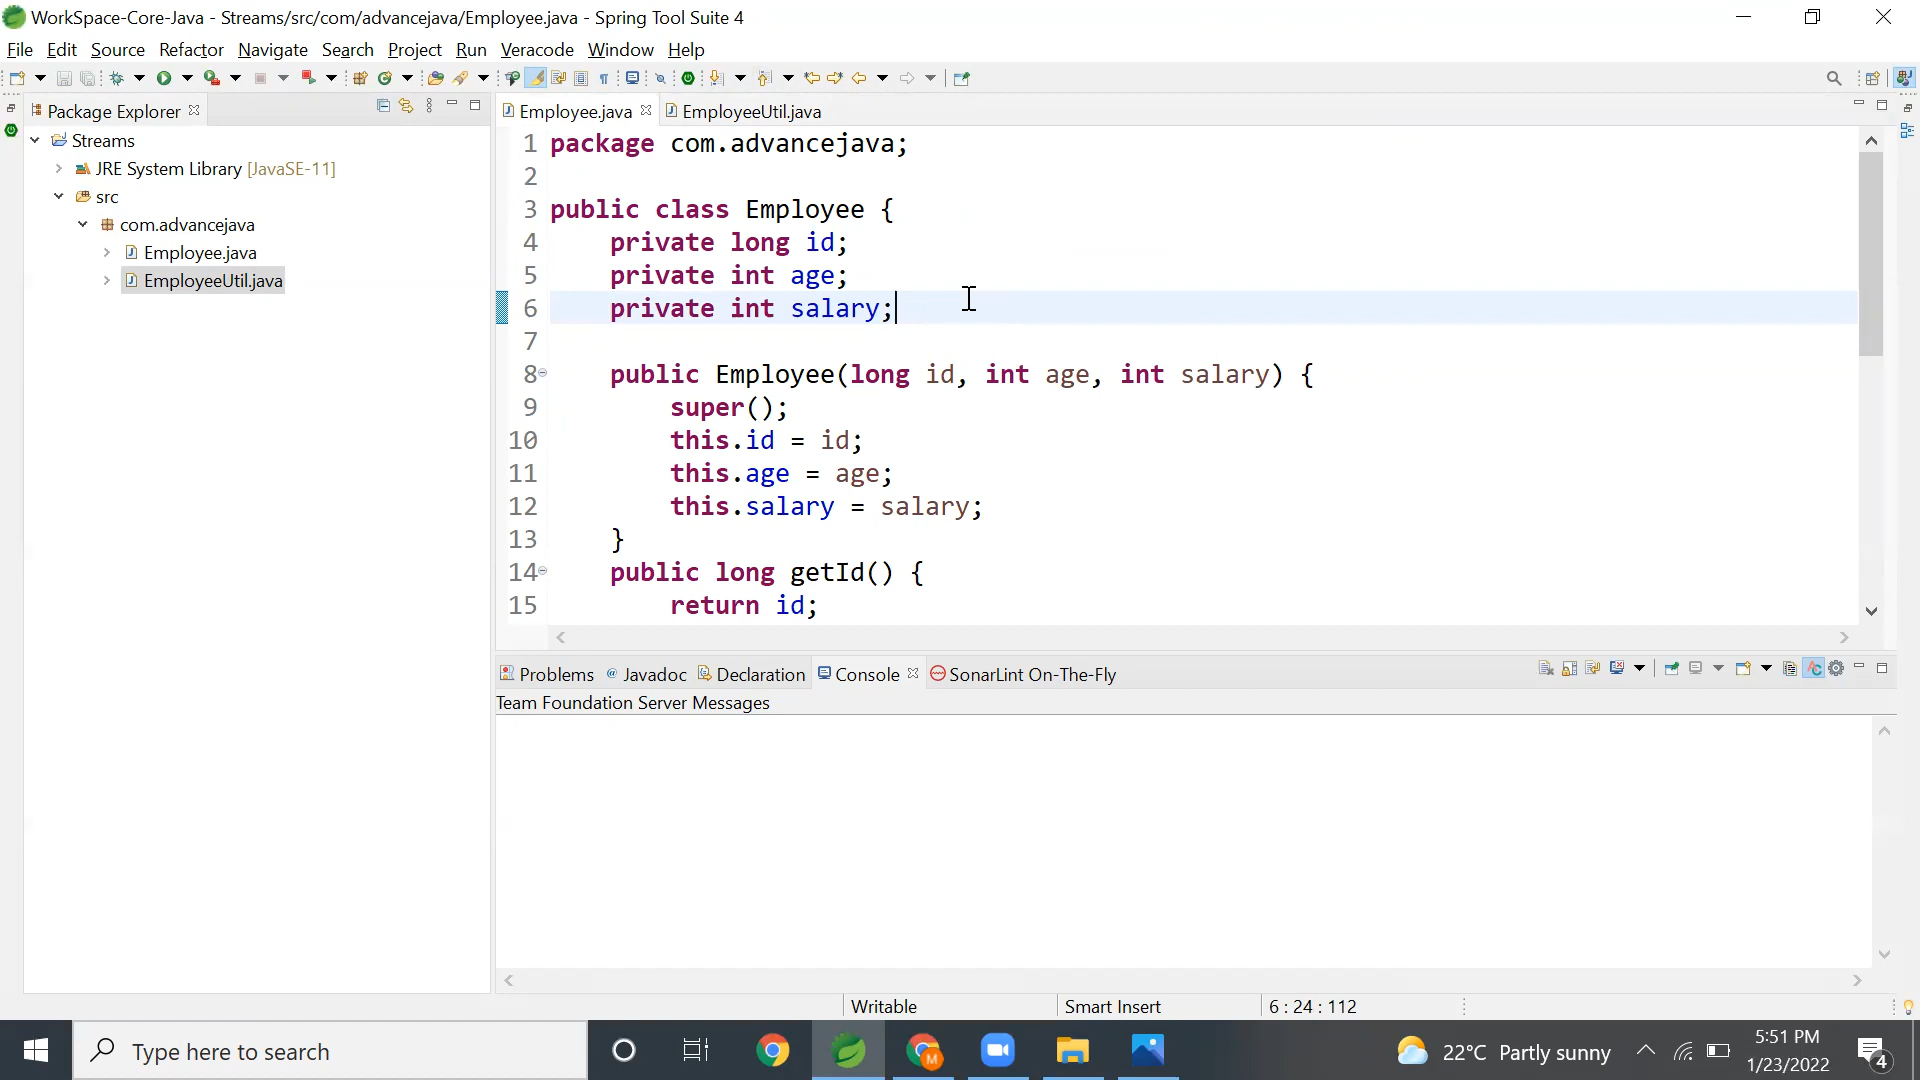 WorkSpace-Core-Java - Streams/src/com/advancejava/Employee.java - Spring Tool Suite 4
File Edit Source Refactor Navigate Search Project Run Veracode Window Help
Package Explorer
Streams
JRE System Library [JavaSE-11]
src
com.advancejava
Employee.java
EmployeeUtil.java
Employee.java EmployeeUtil.java
1 package com.advancejava;
2
3 public class Employee {
4 private long id;
5 private int age;
6 private int salary;
7
8 public Employee(long id, int age, int salary) {
9 super();
10 this.id = id;
11 this.age = age;
12 this.salary = salary;
13 }
14 public long getId() {
15 return id;
Problems @ Javadoc Declaration Console SonarLint On-The-Fly
Team Foundation Server Messages
Writable Smart Insert 6 : 24 : 112
Type here to search
M
22°C Partly sunny
5:51 PM
1/23/2022
4